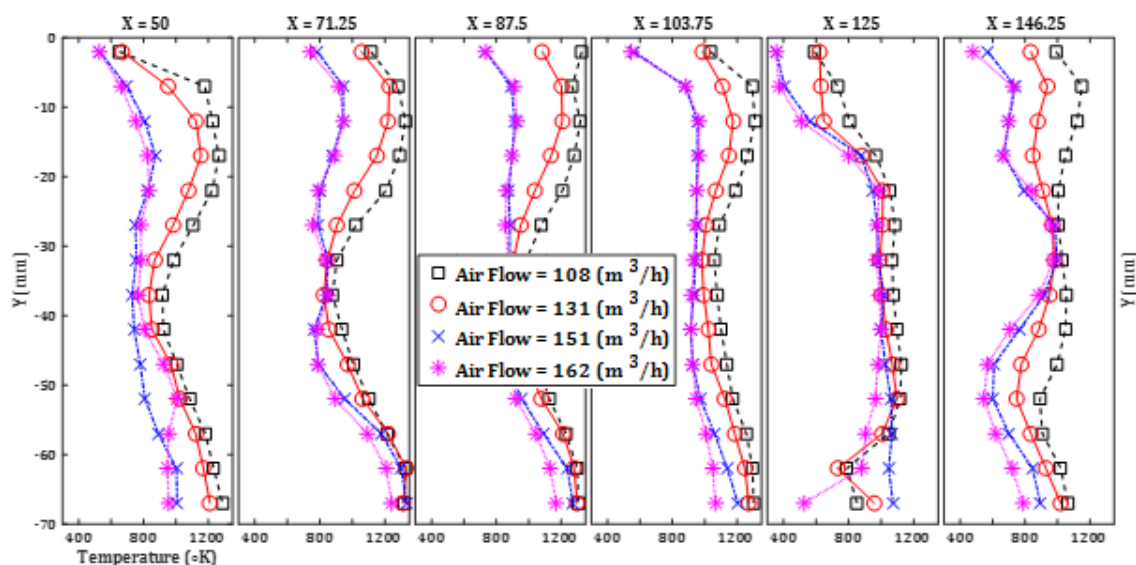 X = 50 X = 71.25 X = 87.5 X = 103.75 X = 125 X = 146.25
0
-10
-20
-30
-40
-50
-60
-70
Y (mm)
Y (mm)
Air Flow = 108 (m 3/h)
Air Flow = 131 (m 3/h)
Air Flow = 151 (m 3/h)
Air Flow = 162 (m 3/h)
400 800 1200 400 800 1200 400 800 1200 400 800 1200 400 800 1200 400 800 1200
Temperature (∘K)